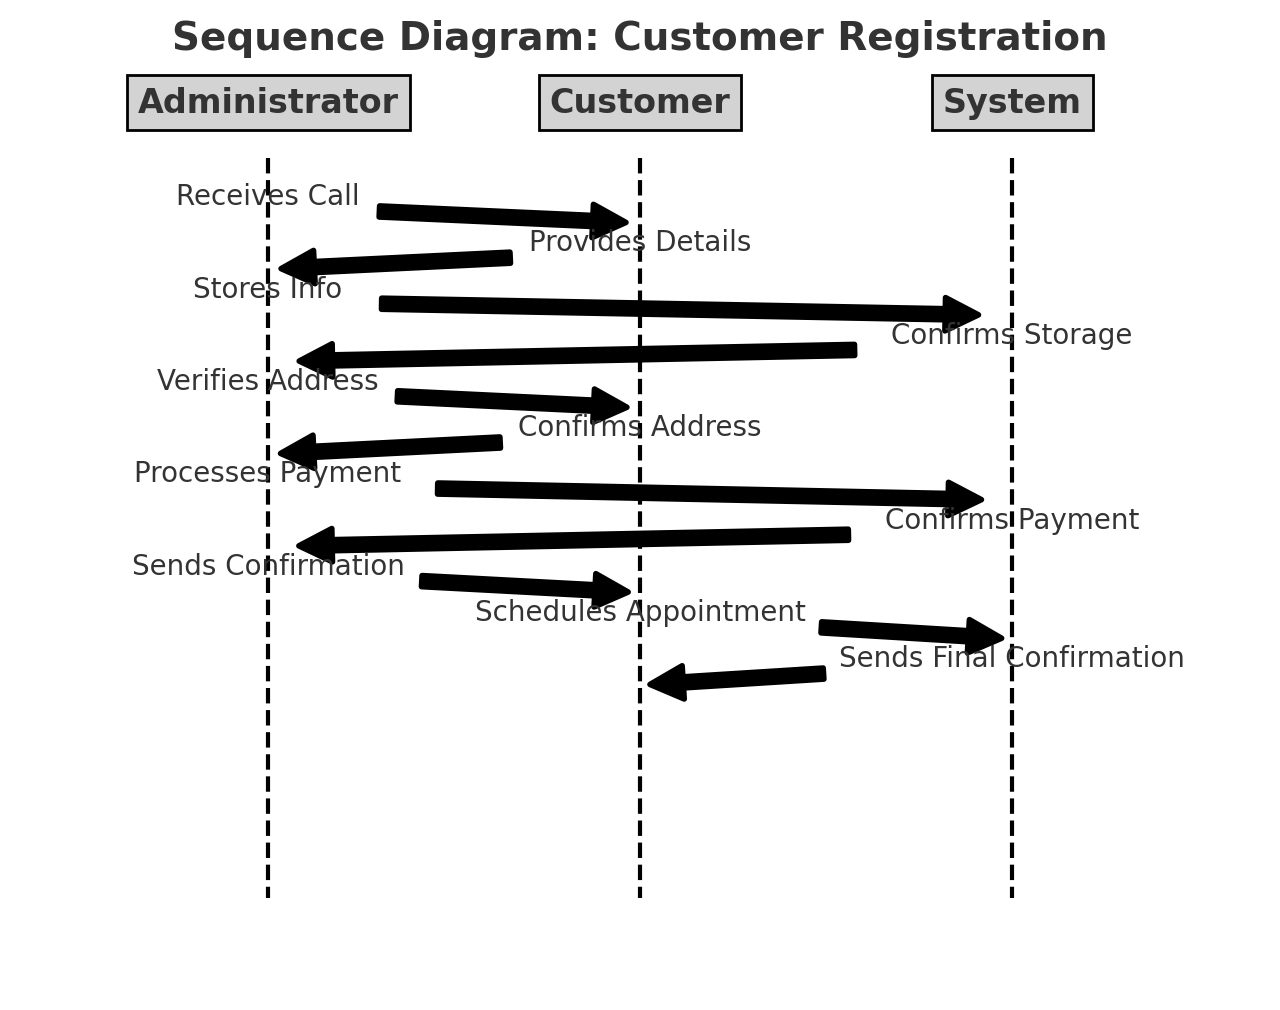 Sequence Diagram: Customer Registration
Administrator
Customer
System
Receives Call
Provides Details
Stores Info
Confirms Storage
Verifies Address
Confirms Address
Processes Payment
Confirms Payment
Sends Confirmation
Schedules Appointment
Sends Final Confirmation